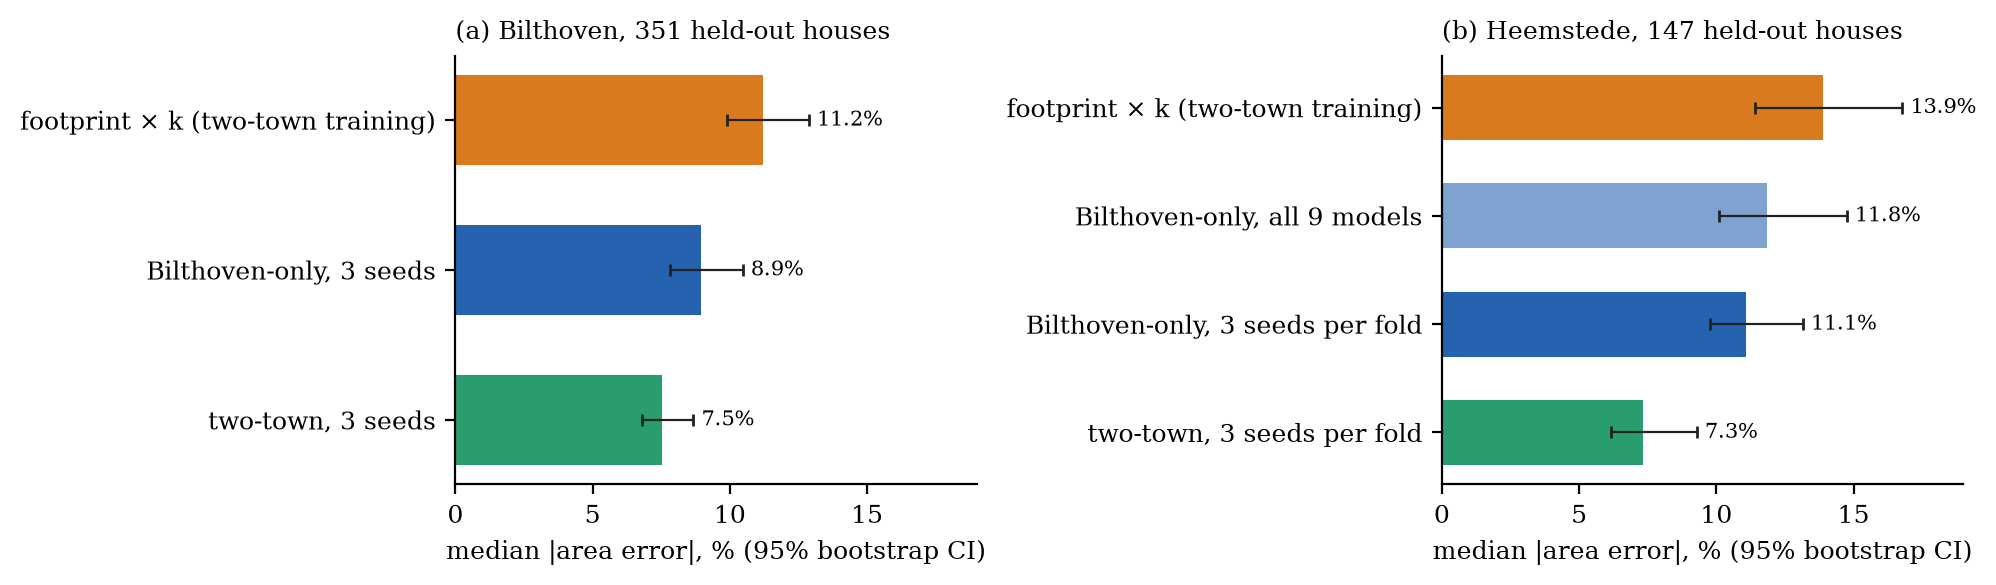 (a) Bilthoven, 351 held-out houses
footprint × k (two-town training)
11.2%
Bilthoven-only, 3 seeds
8.9%
two-town, 3 seeds
7.5%
0 5 10 15
median |area error|, % (95% bootstrap CI)
(b) Heemstede, 147 held-out houses
footprint × k (two-town training)
13.9%
Bilthoven-only, all 9 models
11.8%
Bilthoven-only, 3 seeds per fold
11.1%
two-town, 3 seeds per fold
7.3%
0 5 10 15
median |area error|, % (95% bootstrap CI)